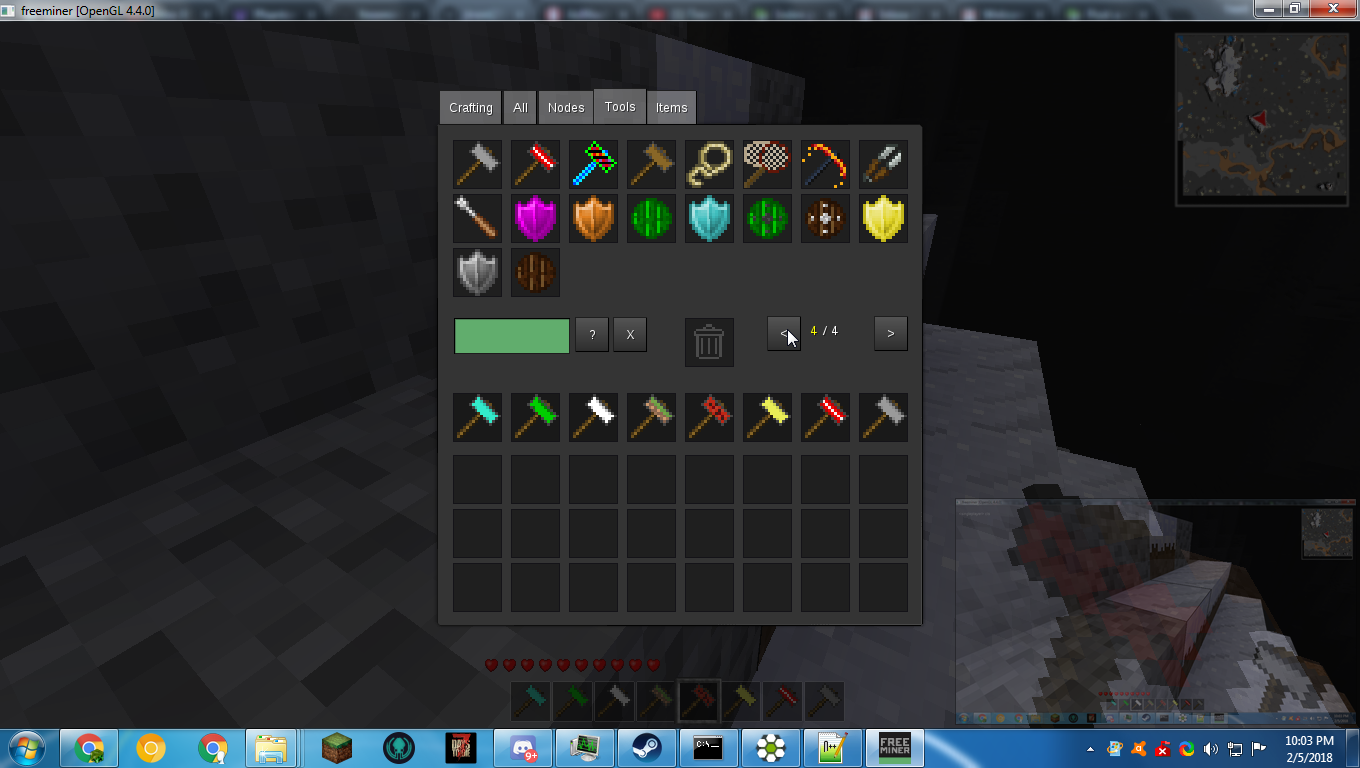 freeminer [OpenGL 4.4.0]
Crafting All Nodes Tools Items
? X < 4 / 4 >
9+
C:\_
N++
FREE
MINER
10:03 PM
2/5/2018